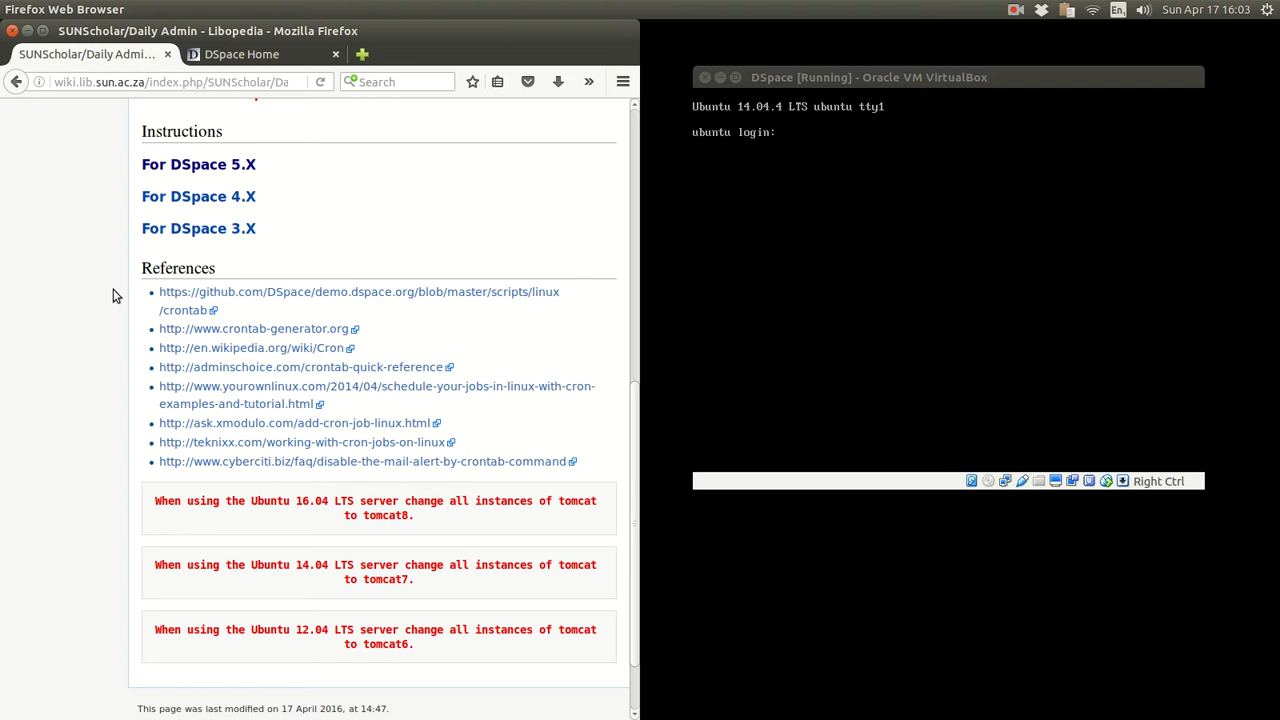 Firefox Web Browser
En1
Sun Apr 17 16:03
SUNScholar/Daily Admin - Libopedia - Mozilla Firefox
SUNScholar/Daily Admi...
DSpace Home
wiki.lib.sun.ac.za/index.php/SUNScholar/Da
Search
Instructions
For DSpace 5.X
For DSpace 4.X
For DSpace 3.X
References
https://github.com/DSpace/demo.dspace.org/blob/master/scripts/linux
/crontab
http://www.crontab-generator.org
http://en.wikipedia.org/wiki/Cron
http://adminschoice.com/crontab-quick-reference
http://www.yourownlinux.com/2014/04/schedule-your-jobs-in-linux-with-cron-
examples-and-tutorial.html
http://ask.xmodulo.com/add-cron-job-linux.html
http://teknixx.com/working-with-cron-jobs-on-linux
http://www.cyberciti.biz/faq/disable-the-mail-alert-by-crontab-command
When using the Ubuntu 16.04 LTS server change all instances of tomcat
to tomcat8.
When using the Ubuntu 14.04 LTS server change all instances of tomcat
to tomcat7.
When using the Ubuntu 12.04 LTS server change all instances of tomcat
to tomcat6.
This page was last modified on 17 April 2016, at 14:47.
DSpace [Running] - Oracle VM VirtualBox
Ubuntu 14.04.4 LTS ubuntu tty1
ubuntu login:
Right Ctrl